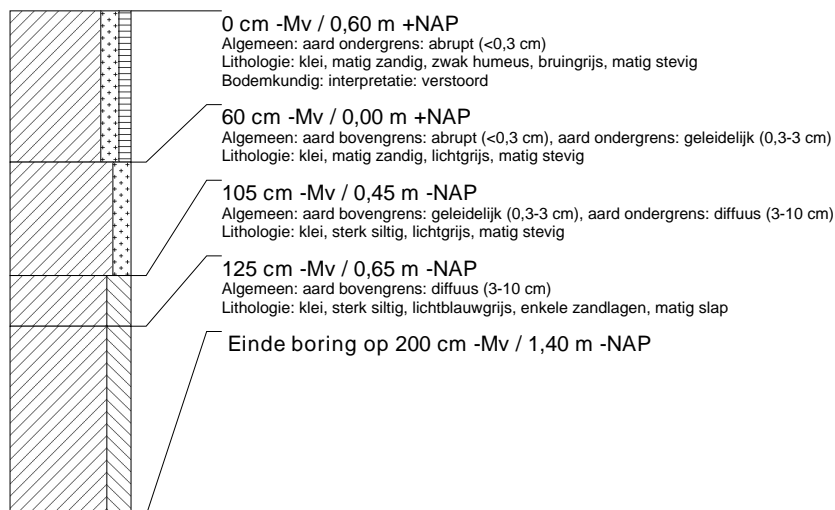 0 cm -Mv / 0,60 m +NAP
Algemeen: aard ondergrens: abrupt (<0,3 cm)
Lithologie: klei, matig zandig, zwak humeus, bruingrijs, matig stevig
Bodemkundig: interpretatie: verstoord
60 cm -Mv / 0,00 m +NAP
Algemeen: aard bovengrens: abrupt (<0,3 cm), aard ondergrens: geleidelijk (0,3-3 cm)
Lithologie: klei, matig zandig, lichtgrijs, matig stevig
105 cm -Mv / 0,45 m -NAP
Algemeen: aard bovengrens: geleidelijk (0,3-3 cm), aard ondergrens: diffuus (3-10 cm)
Lithologie: klei, sterk siltig, lichtgrijs, matig stevig
125 cm -Mv / 0,65 m -NAP
Algemeen: aard bovengrens: diffuus (3-10 cm)
Lithologie: klei, sterk siltig, lichtblauwgrijs, enkele zandlagen, matig slap
Einde boring op 200 cm -Mv / 1,40 m -NAP